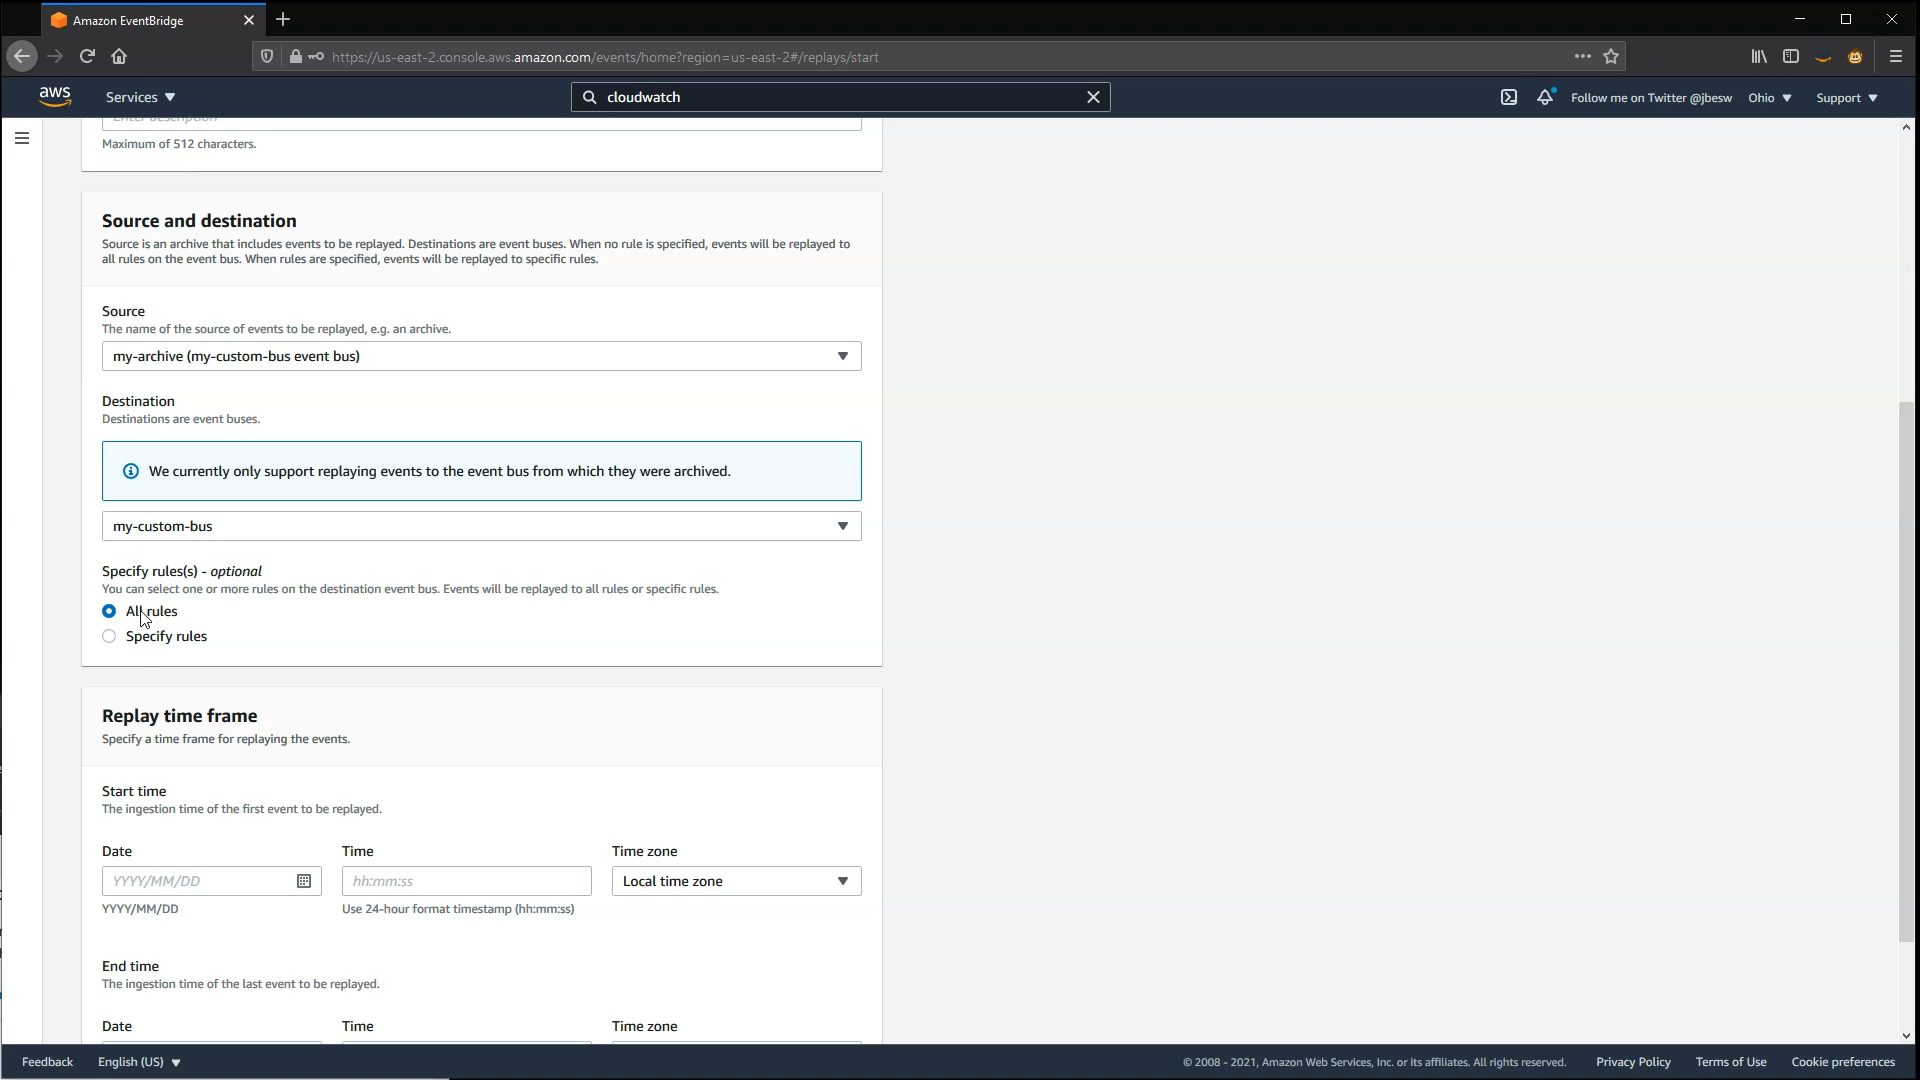 Amazon EventBridge
https://us-east-2.console.aws.amazon.com/events/home?region=us-east-2#/replays/start
aws
Services
cloudwatch
Follow me on Twitter @jbesw
Ohio
Support
Enter description
Maximum of 512 characters.
Source and destination
Source is an archive that includes events to be replayed. Destinations are event buses. When no rule is specified, events will be replayed to
all rules on the event bus. When rules are specified, events will be replayed to specific rules.
Source
The name of the source of events to be replayed, e.g. an archive.
my-archive (my-custom-bus event bus)
Destination
Destinations are event buses.
We currently only support replaying events to the event bus from which they were archived.
my-custom-bus
Specify rules(s) - optional
You can select one or more rules on the destination event bus. Events will be replayed to all rules or specific rules.
All rules
Specify rules
Replay time frame
Specify a time frame for replaying the events.
Start time
The ingestion time of the first event to be replayed.
Date Time Time zone
YYYY/MM/DD hh:mm:ss Local time zone
YYYY/MM/DD Use 24-hour format timestamp (hh:mm:ss)
End time
The ingestion time of the last event to be replayed.
Date Time Time zone
Feedback English (US) © 2008 - 2021, Amazon Web Services, Inc. or its affiliates. All rights reserved. Privacy Policy Terms of Use Cookie preferences